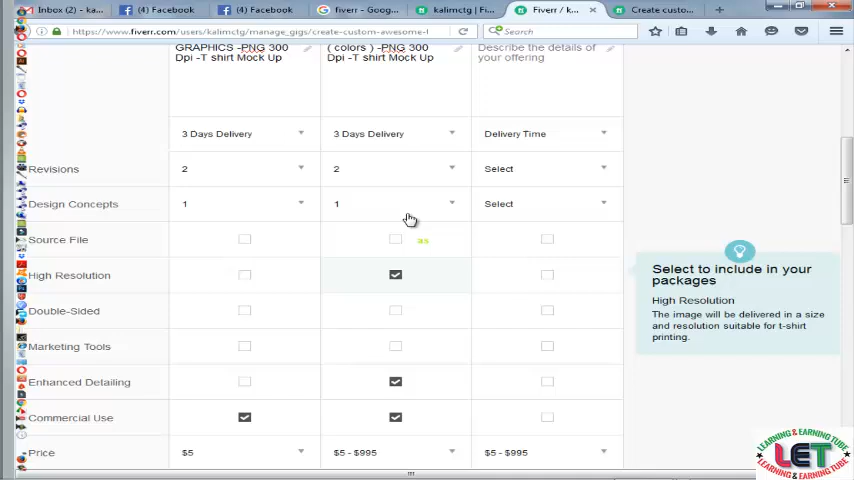 Inbox (2) - ka...
(4) Facebook
(4) Facebook
fiverr - Goog...
kalimctg | Fi...
Fiverr / k...
Create custo...
https://www.fiverr.com/users/kalimctg/manage_gigs/create-custom-awesome-t
Search
GRAPHICS -PNG 300
Dpi -T shirt Mock Up
( colors ) -PNG 300
Dpi -T shirt Mock Up
Describe the details of
your offering
3 Days Delivery
3 Days Delivery
Delivery Time
Revisions
2
2
Select
Design Concepts
1
1
Select
Source File
as
High Resolution
Double-Sided
Marketing Tools
Enhanced Detailing
Commercial Use
Price
$5
$5 - $995
$5 - $995
Select to include in your
packages
High Resolution
The image will be delivered in a size
and resolution suitable for t-shirt
printing.
LEARNING & EARNING TUBE
LET
LEARNING & EARNING TUBE